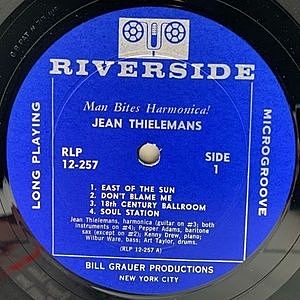 RIVERSIDE
Man Bites Harmonica!
JEAN THIELEMANS
RLP
12-257
SIDE
1
LONG PLAYING
MICROGROOVE
1. EAST OF THE SUN
2. DON'T BLAME ME
3. 18th CENTURY BALLROOM
4. SOUL STATION
Jean Thielemans, harmonica (guitar on #3; both
instruments on #4); Pepper Adams, baritone
sax (except on #2); Kenny Drew, piano;
Wilbur Ware, bass; Art Taylor, drums.
(RLP 12-257 A)
BILL GRAUER PRODUCTIONS
NEW YORK CITY